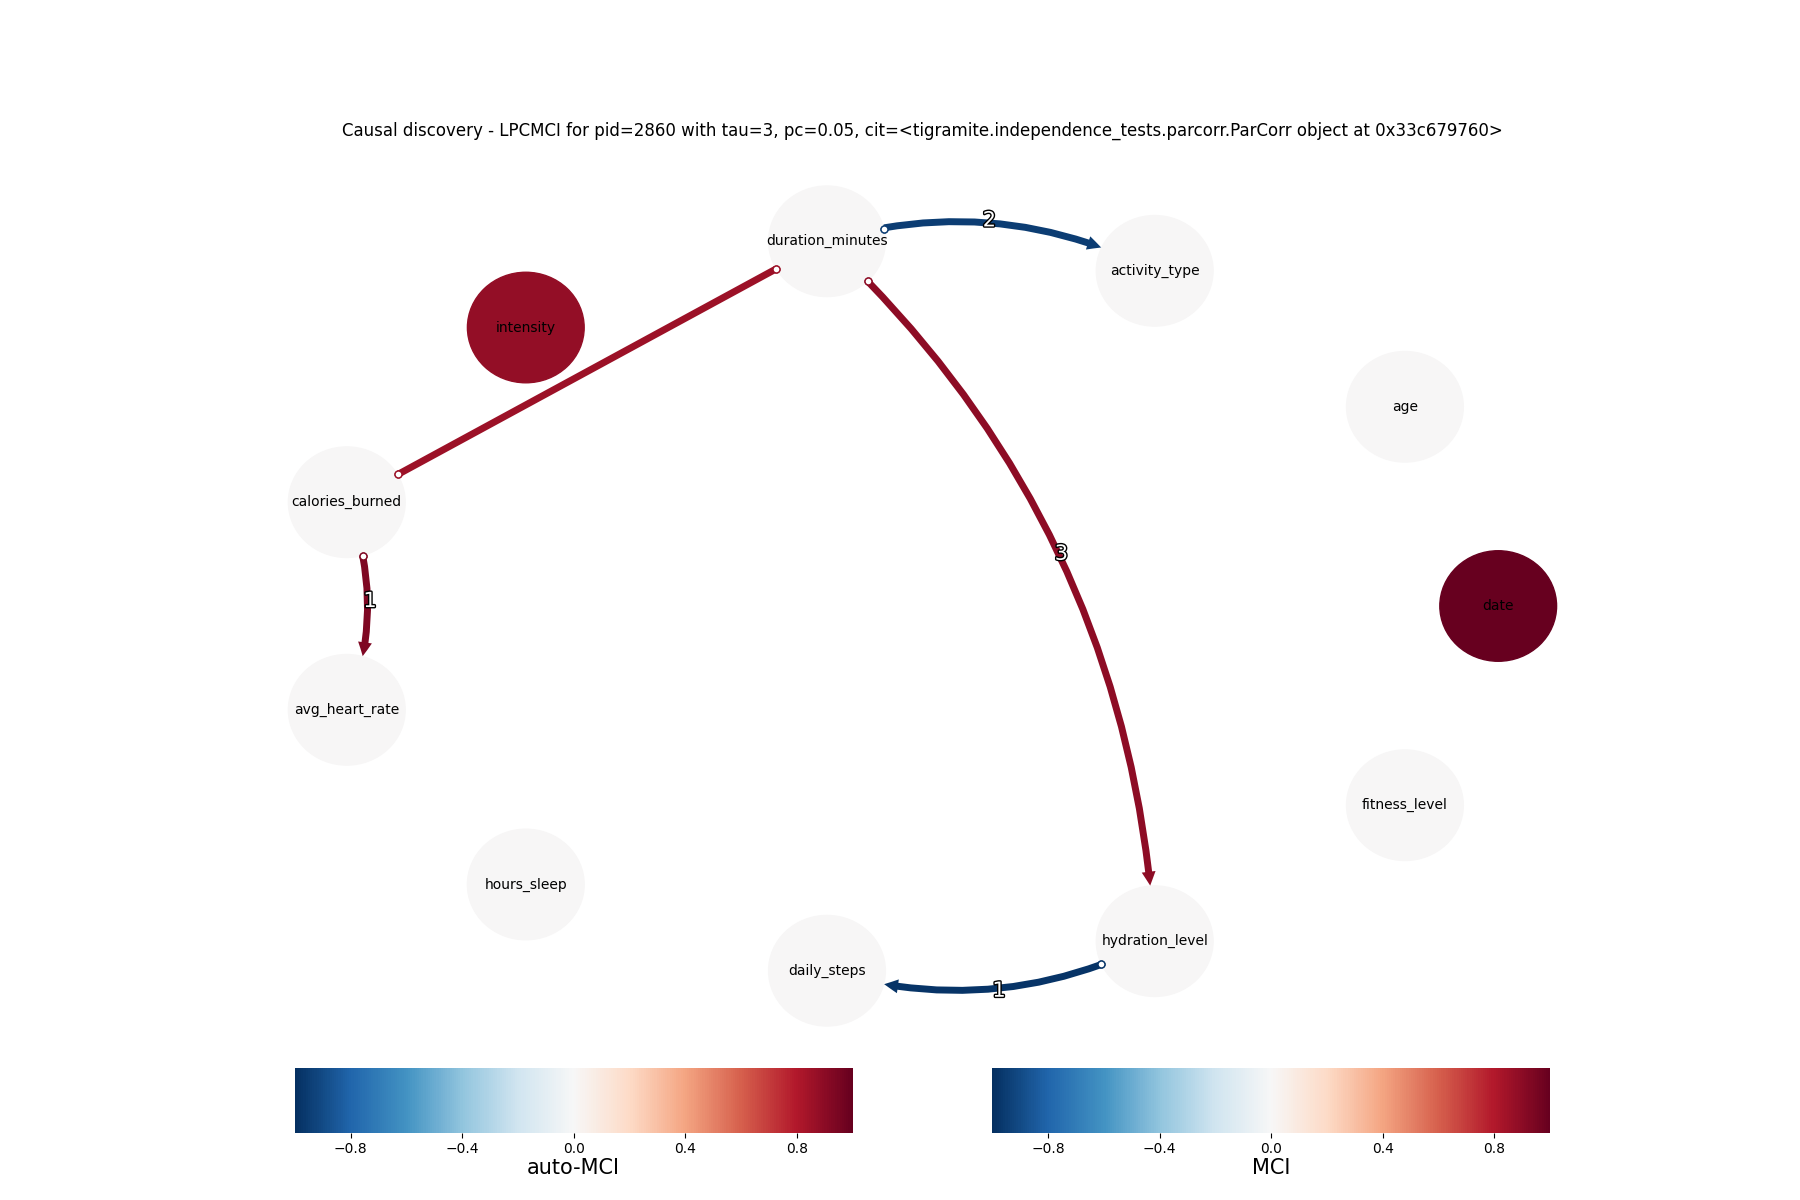 Causal discovery - LPCMCI for pid=2860 with tau=3, pc=0.05, cit=<tigramite.independence_tests.parcorr.ParCorr object at 0x33c679760>
2
duration_minutes
activity_type
intensity
age
calories_burned
3
1
date
avg_heart_rate
fitness_level
hours_sleep
hydration_level
daily_steps
1
−0.8 −0.4 0.0 0.4 0.8
auto-MCI
−0.8 −0.4 0.0 0.4 0.8
MCI